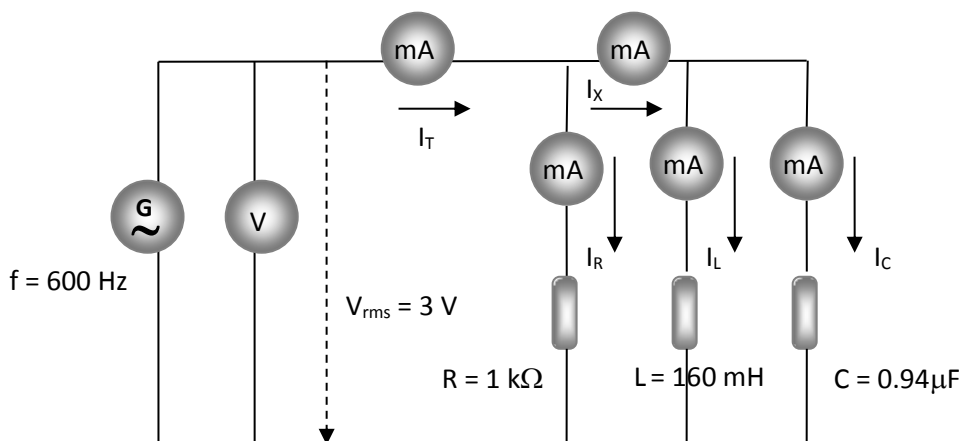 mA
mA
I_X
I_T
mA
mA
mA
G
~
V
I_R
I_L
I_C
f = 600 Hz
V_rms = 3 V
R = 1 kΩ
L = 160 mH
C = 0.94μF